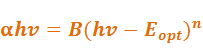 αhν = B(hν − E_opt)^n